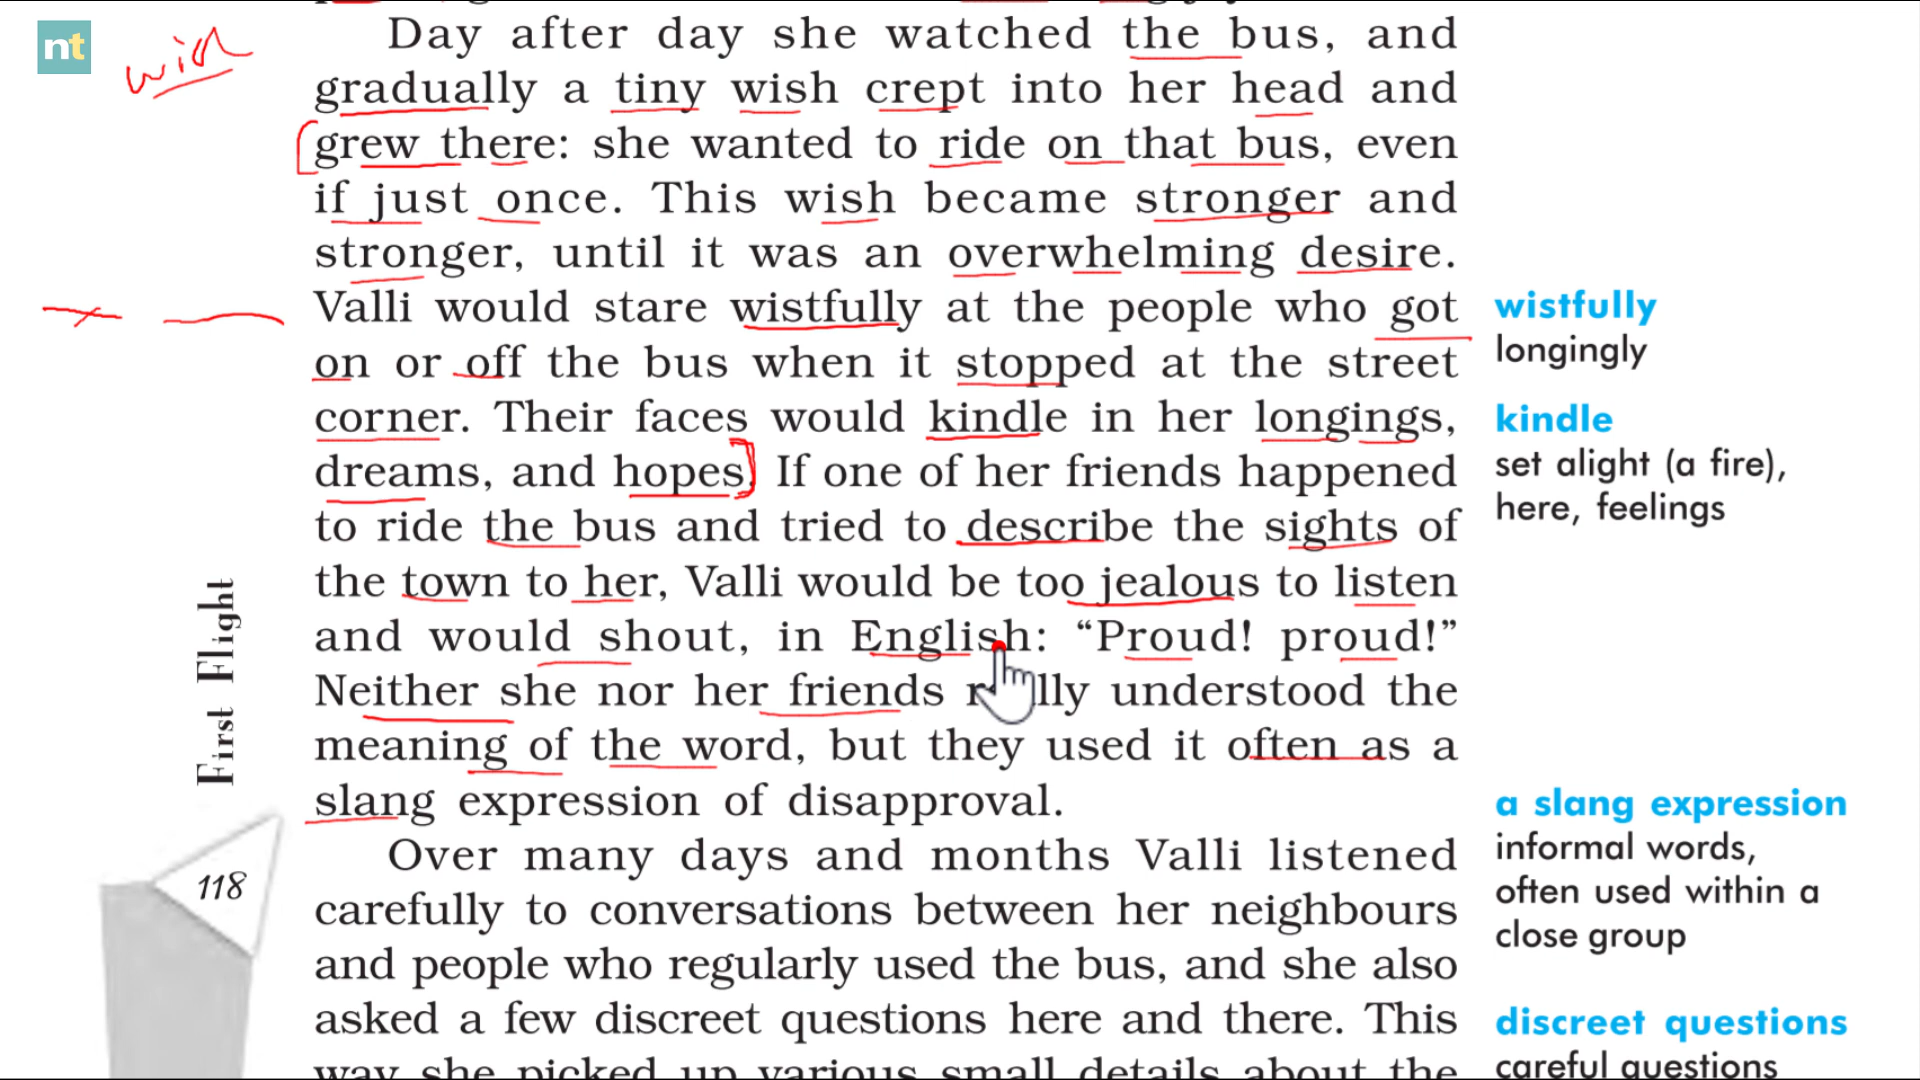 nt
wish
Day after day she watched the bus, and
gradually a tiny wish crept into her head and
grew there: she wanted to ride on that bus, even
if just once. This wish became stronger and
stronger, until it was an overwhelming desire.
Valli would stare wistfully at the people who got
on or off the bus when it stopped at the street
corner. Their faces would kindle in her longings,
dreams, and hopes. If one of her friends happened
to ride the bus and tried to describe the sights of
the town to her, Valli would be too jealous to listen
and would shout, in English: “Proud! proud!”
Neither she nor her friends really understood the
meaning of the word, but they used it often as a
slang expression of disapproval.
Over many days and months Valli listened
carefully to conversations between her neighbours
and people who regularly used the bus, and she also
asked a few discreet questions here and there. This
way she picked up various small details about the
wistfully
longingly
kindle
set alight (a fire),
here, feelings
a slang expression
informal words,
often used within a
close group
discreet questions
careful questions
First Flight
118